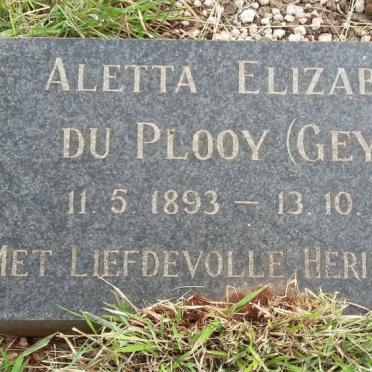 ALETTA ELIZAB
DU PLOOY (GEY
11. 5 1893 – 13. 10
MET LIEFDEVOLLE HERI